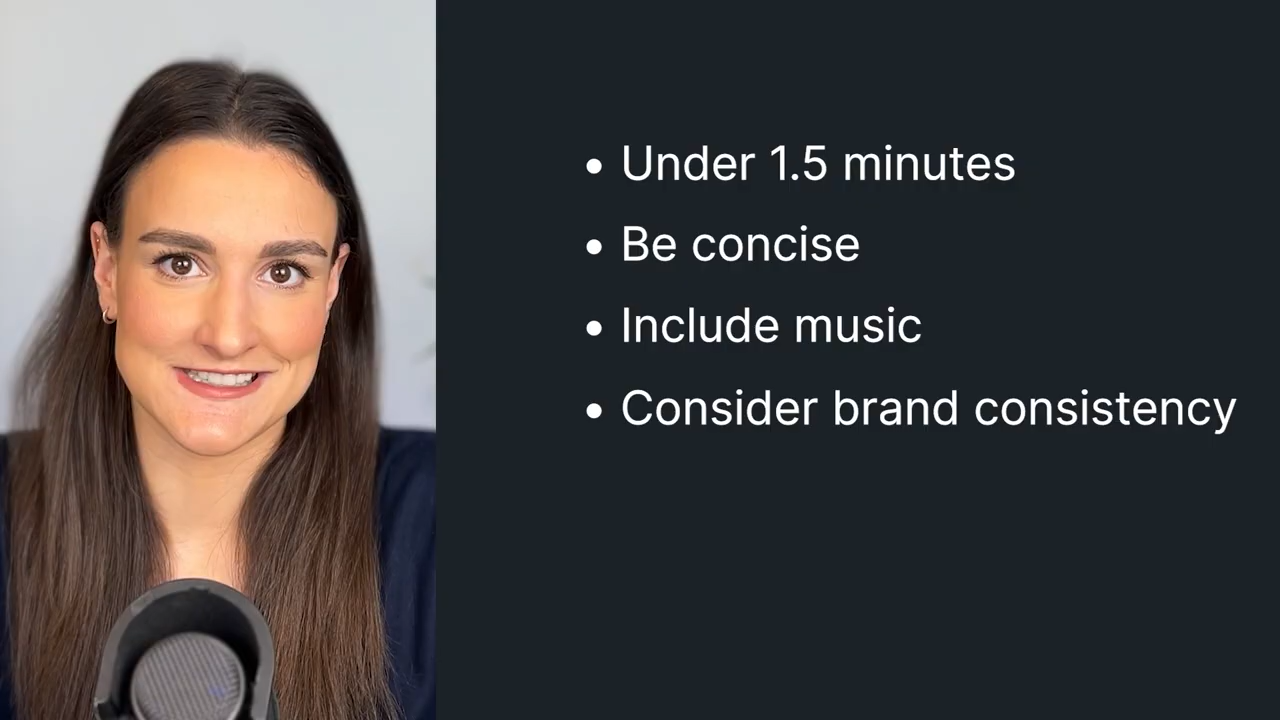 • Under 1.5 minutes
• Be concise
• Include music
• Consider brand consistency